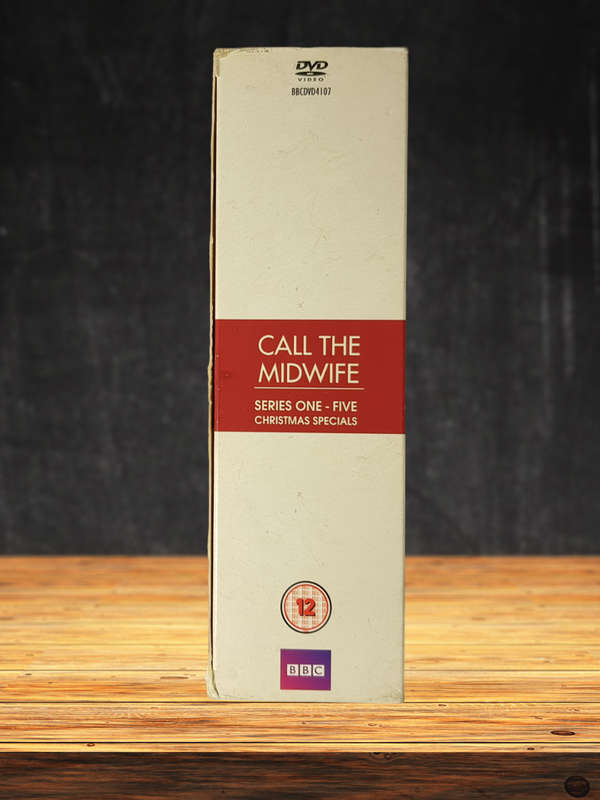 DVD
VIDEO
BBCDVD4107
CALL THE
MIDWIFE
SERIES ONE - FIVE
CHRISTMAS SPECIALS
12
BBC